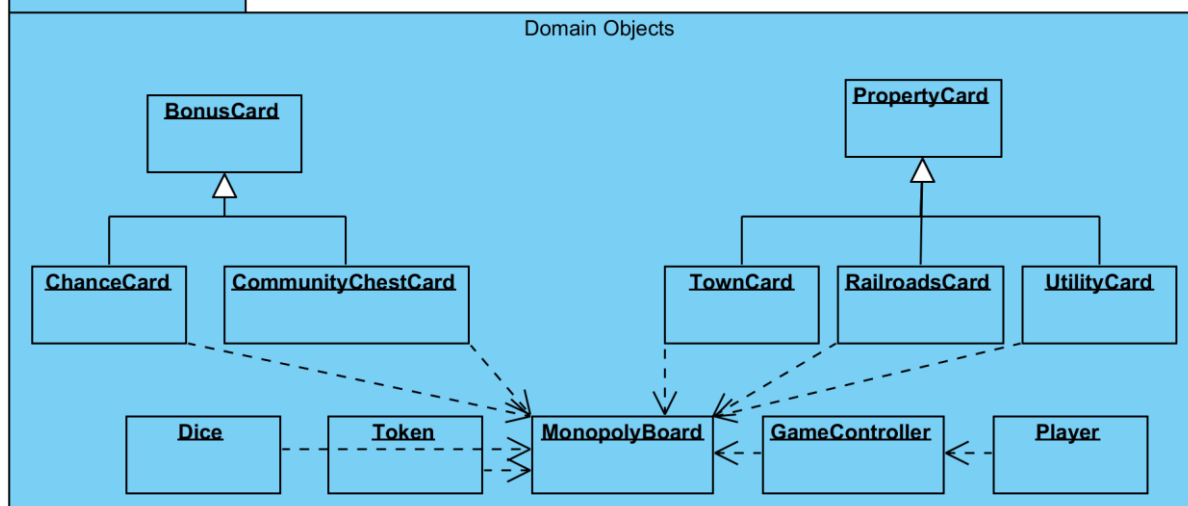 Domain Objects
BonusCard
PropertyCard
ChanceCard
CommunityChestCard
TownCard
RailroadsCard
UtilityCard
Dice
Token
MonopolyBoard
GameController
Player